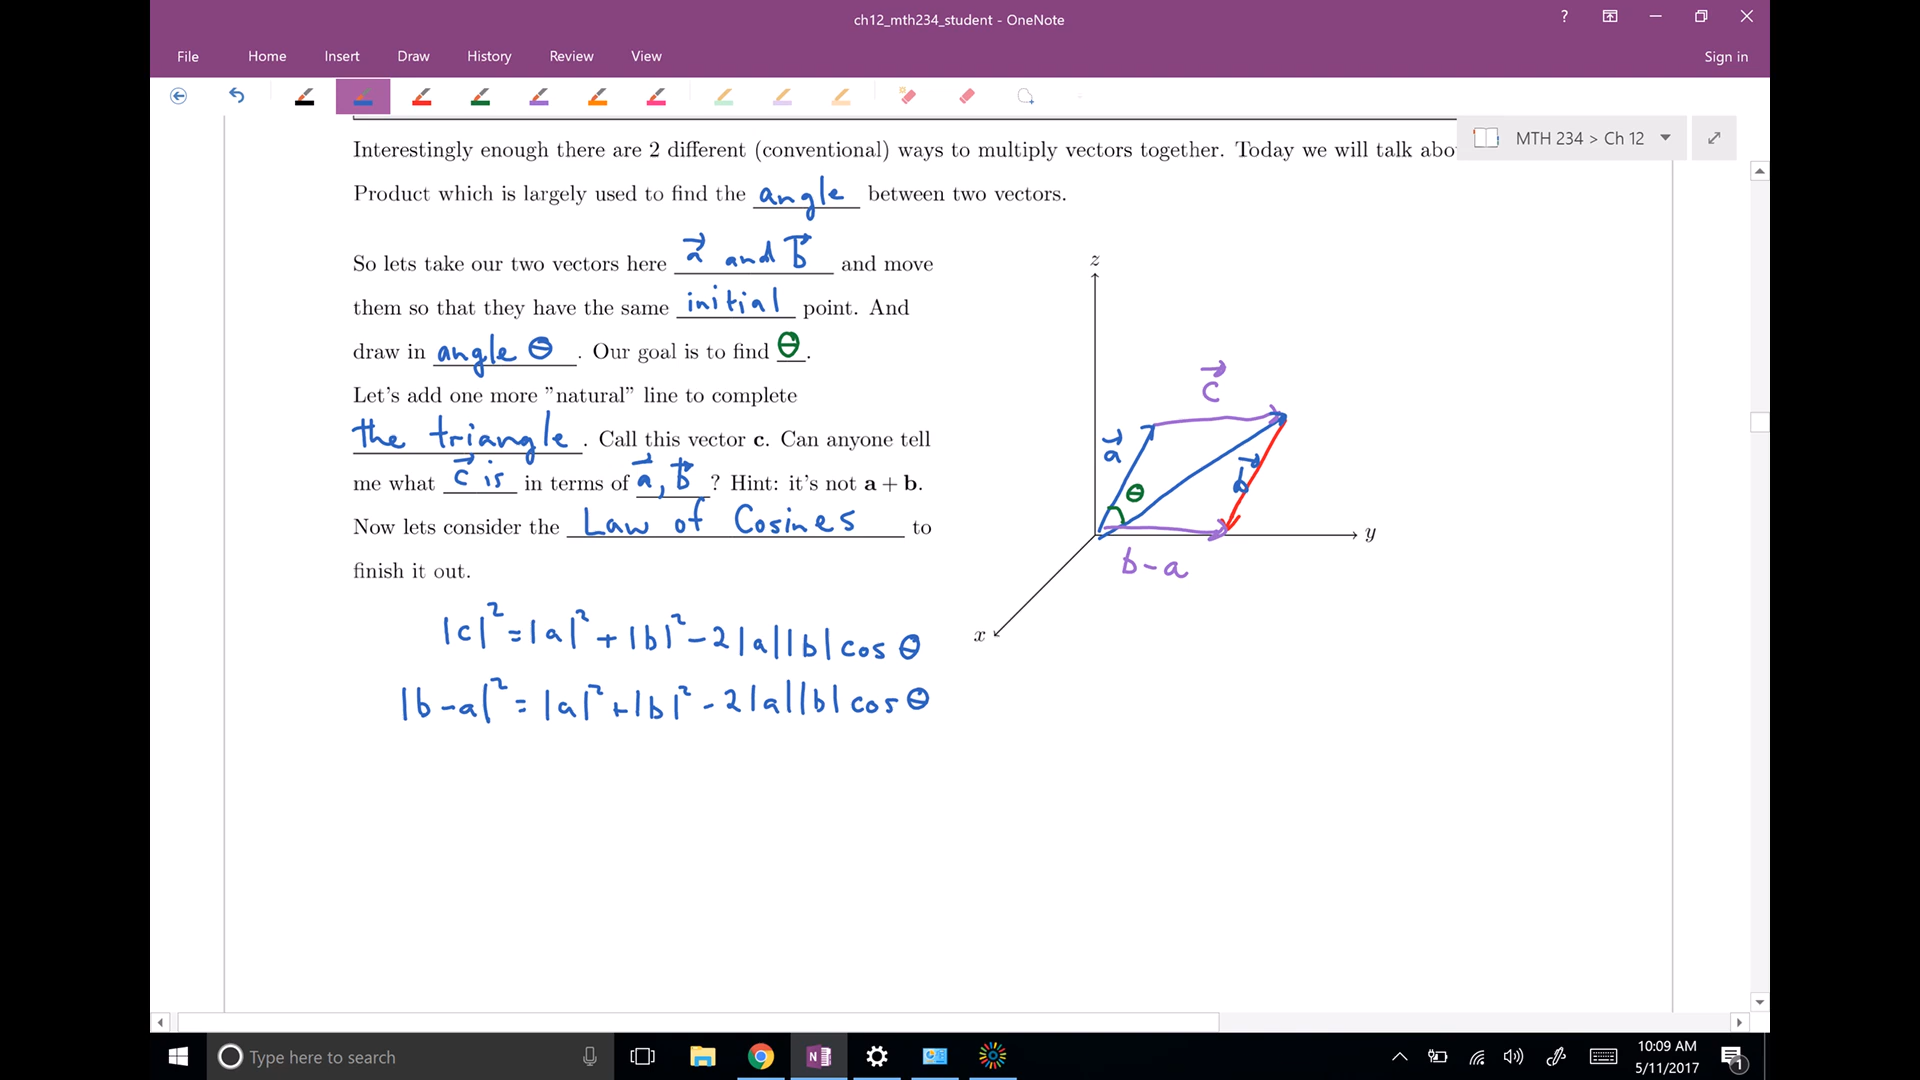 ch12_mth234_student - OneNote
File Home Insert Draw History Review View Sign in
MTH 234 > Ch 12
Interestingly enough there are 2 different (conventional) ways to multiply vectors together. Today we will talk abo
Product which is largely used to find the angle between two vectors.
So lets take our two vectors here a⃗ and b⃗ and move
them so that they have the same initial point. And
draw in angle θ. Our goal is to find θ.
Let's add one more "natural" line to complete
the triangle. Call this vector c. Can anyone tell
me what c⃗ is in terms of a⃗, b⃗? Hint: it's not a + b.
Now lets consider the Law of Cosines to
finish it out.
|c|² = |a|² + |b|² - 2|a||b| cos θ
|b-a|² = |a|² + |b|² - 2|a||b| cos θ
z
c⃗
a⃗
b⃗
θ
y
b-a
x
Type here to search
10:09 AM
5/11/2017
1